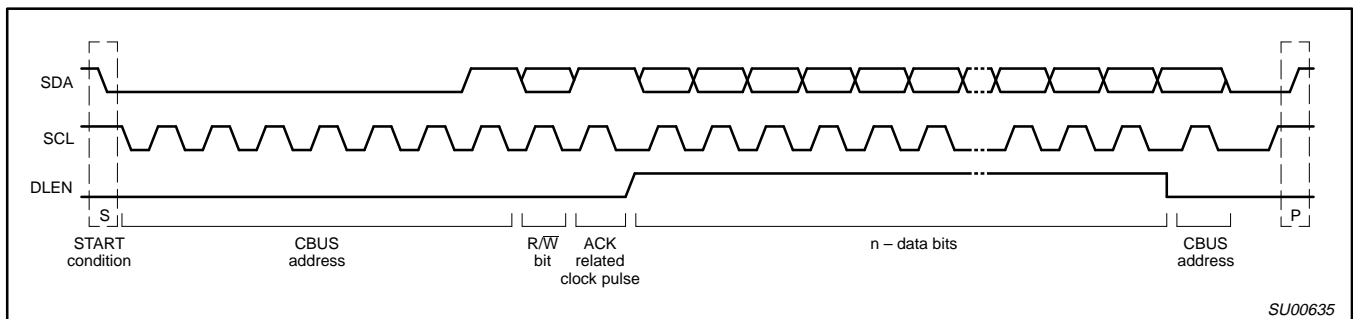 SDA
SCL
DLEN
S
P
START
condition
CBUS
address
R/W̅
bit
ACK
related
clock pulse
n – data bits
CBUS
address
SU00635